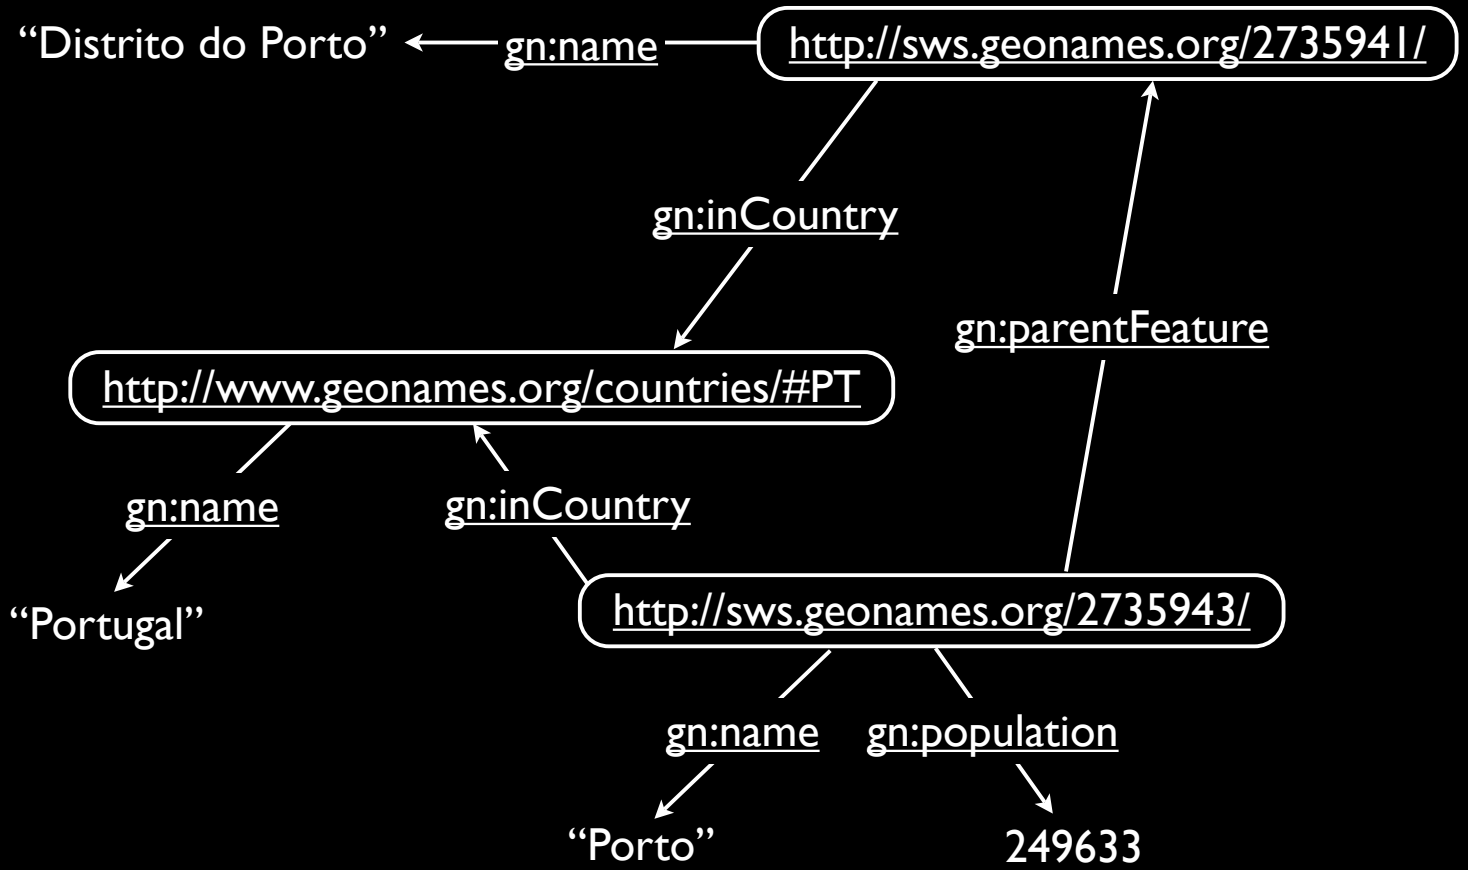 “Distrito do Porto”
gn:name
http://sws.geonames.org/2735941/
gn:inCountry
gn:parentFeature
http://www.geonames.org/countries/#PT
gn:name
gn:inCountry
“Portugal”
http://sws.geonames.org/2735943/
gn:name
gn:population
“Porto”
249633